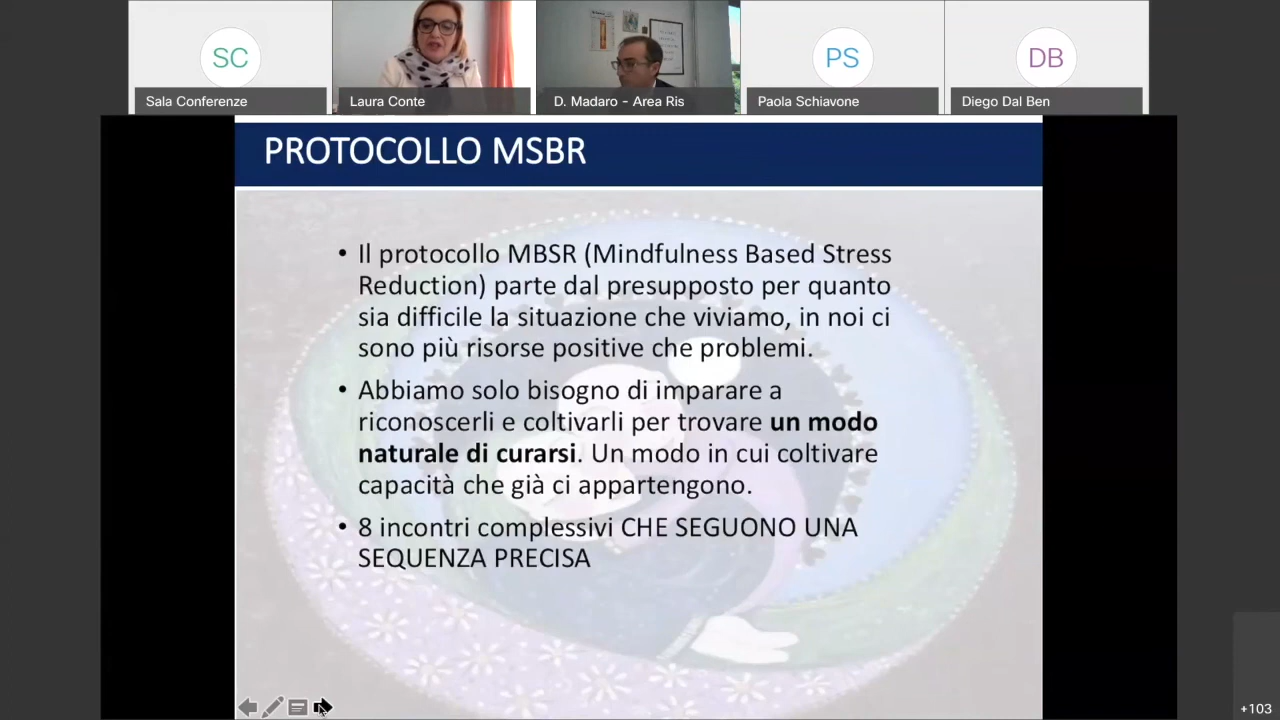 SC
PS
DB
Sala Conferenze
Laura Conte
D. Madaro - Area Ris
Paola Schiavone
Diego Dal Ben
PROTOCOLLO MSBR
• Il protocollo MBSR (Mindfulness Based Stress
Reduction) parte dal presupposto per quanto
sia difficile la situazione che viviamo, in noi ci
sono più risorse positive che problemi.
• Abbiamo solo bisogno di imparare a
riconoscerli e coltivarli per trovare un modo
naturale di curarsi. Un modo in cui coltivare
capacità che già ci appartengono.
• 8 incontri complessivi CHE SEGUONO UNA
SEQUENZA PRECISA
+103